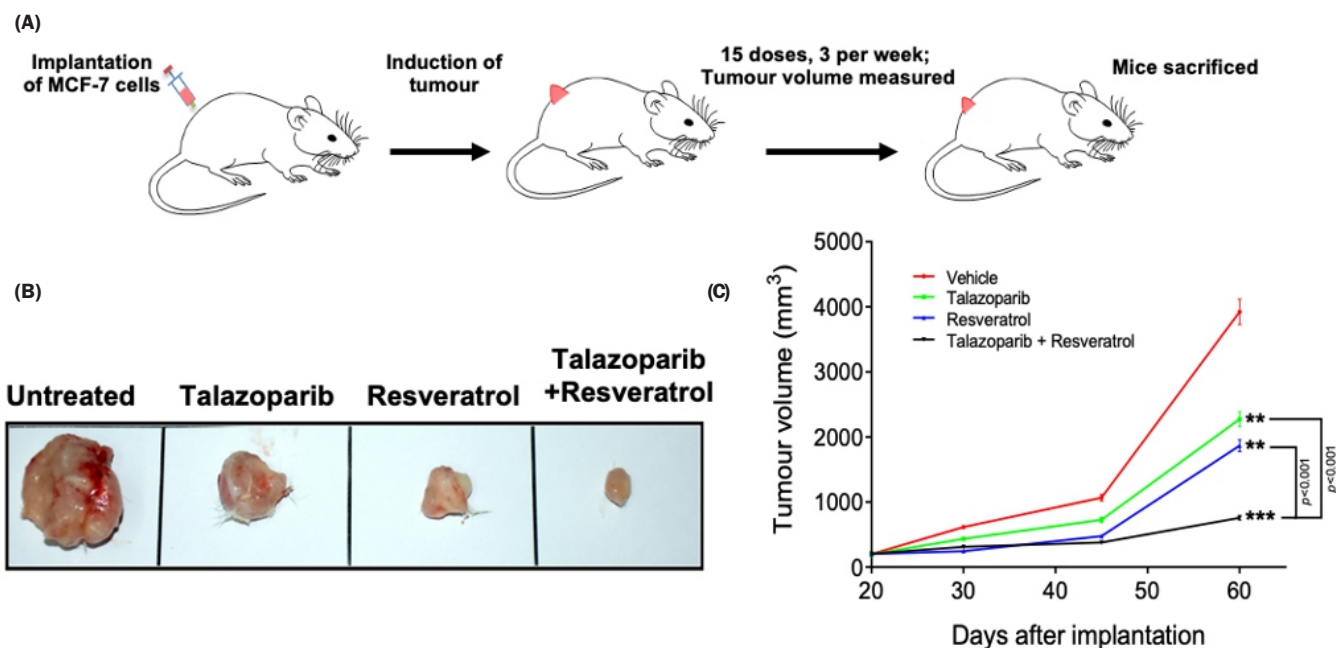 (A)
Implantation
of MCF-7 cells
Induction of
tumour
15 doses, 3 per week;
Tumour volume measured
Mice sacrificed
(B)
Untreated
Talazoparib
Resveratrol
Talazoparib
+Resveratrol
(C)
Tumour volume (mm³)
5000
4000
3000
2000
1000
0
Vehicle
Talazoparib
Resveratrol
Talazoparib + Resveratrol
**
**
***
p<0.001
p<0.001
20
30
40
50
60
Days after implantation